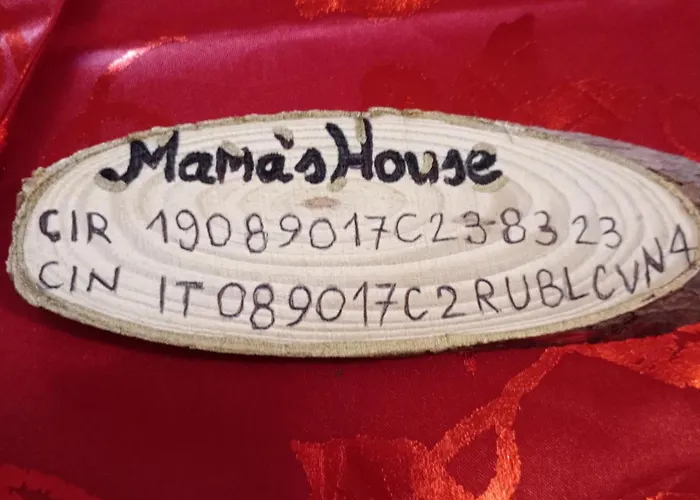 Mama's House
CIR 19089017C23-8323
CIN IT089017C2RUBLCVN4